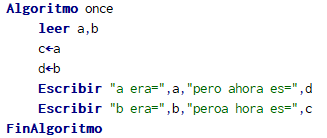 Algoritmo once
leer a,b
c←a
d←b
Escribir "a era=",a,"pero ahora es=",d
Escribir "b era=",b,"peroa hora es=",c
FinAlgoritmo